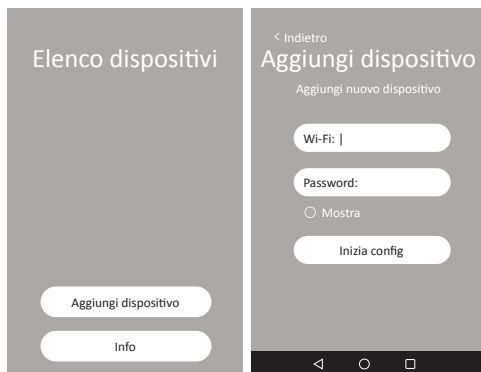 Elenco dispositivi
Aggiungi dispositivo
Info
< Indietro
Aggiungi dispositivo
Aggiungi nuovo dispositivo
Wi-Fi: |
Password:
Mostra
Inizia config